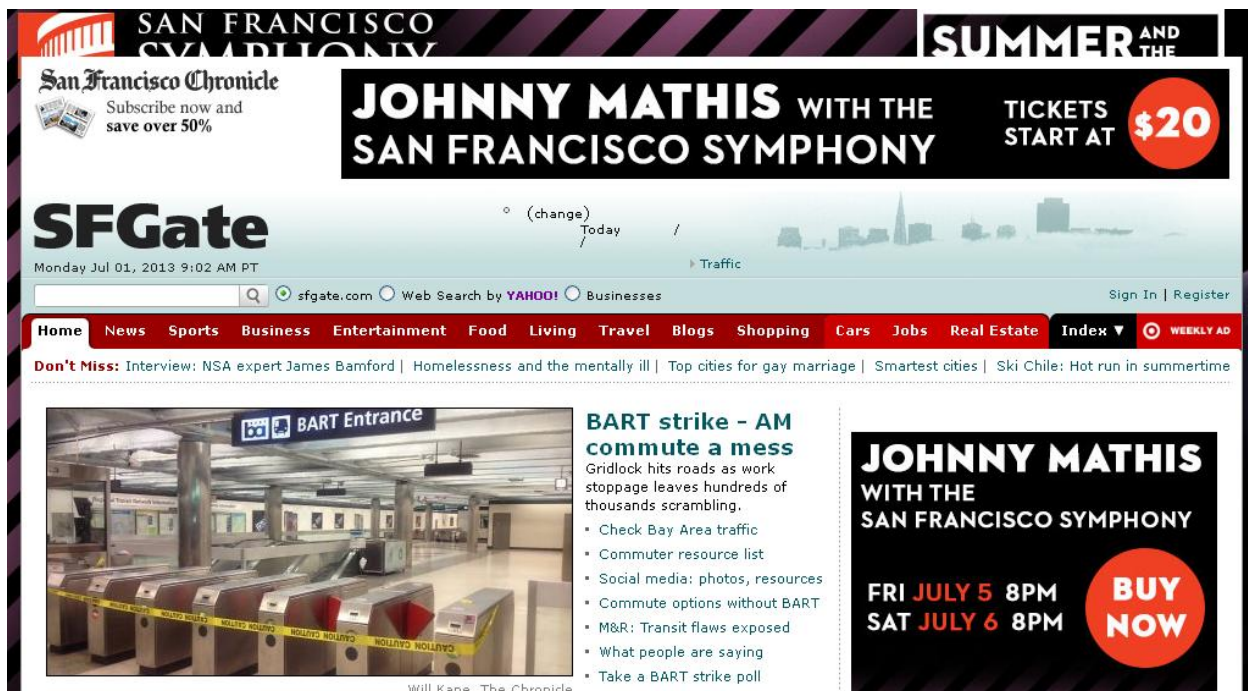 SAN FRANCISCO
SYMPHONY
SUMMER AND
THE
San Francisco Chronicle
Subscribe now and
save over 50%
JOHNNY MATHIS WITH THE
SAN FRANCISCO SYMPHONY
TICKETS
START AT
$20
SFGate
° (change)
Today /
/
Monday Jul 01, 2013 9:02 AM PT
Traffic
sfgate.com Web Search by YAHOO! Businesses
Sign In | Register
Home News Sports Business Entertainment Food Living Travel Blogs Shopping Cars Jobs Real Estate Index ▼ WEEKLY AD
Don't Miss: Interview: NSA expert James Bamford | Homelessness and the mentally ill | Top cities for gay marriage | Smartest cities | Ski Chile: Hot run in summertime
ba BART Entrance
CAUTION CAUTION CAUTION CAUTION CAUTION CAUTION
Will Kane, The Chronicle
BART strike - AM
commute a mess
Gridlock hits roads as work
stoppage leaves hundreds of
thousands scrambling.
Check Bay Area traffic
Commuter resource list
Social media: photos, resources
Commute options without BART
M&R: Transit flaws exposed
What people are saying
Take a BART strike poll
JOHNNY MATHIS
WITH THE
SAN FRANCISCO SYMPHONY
FRI JULY 5 8PM
SAT JULY 6 8PM
BUY
NOW